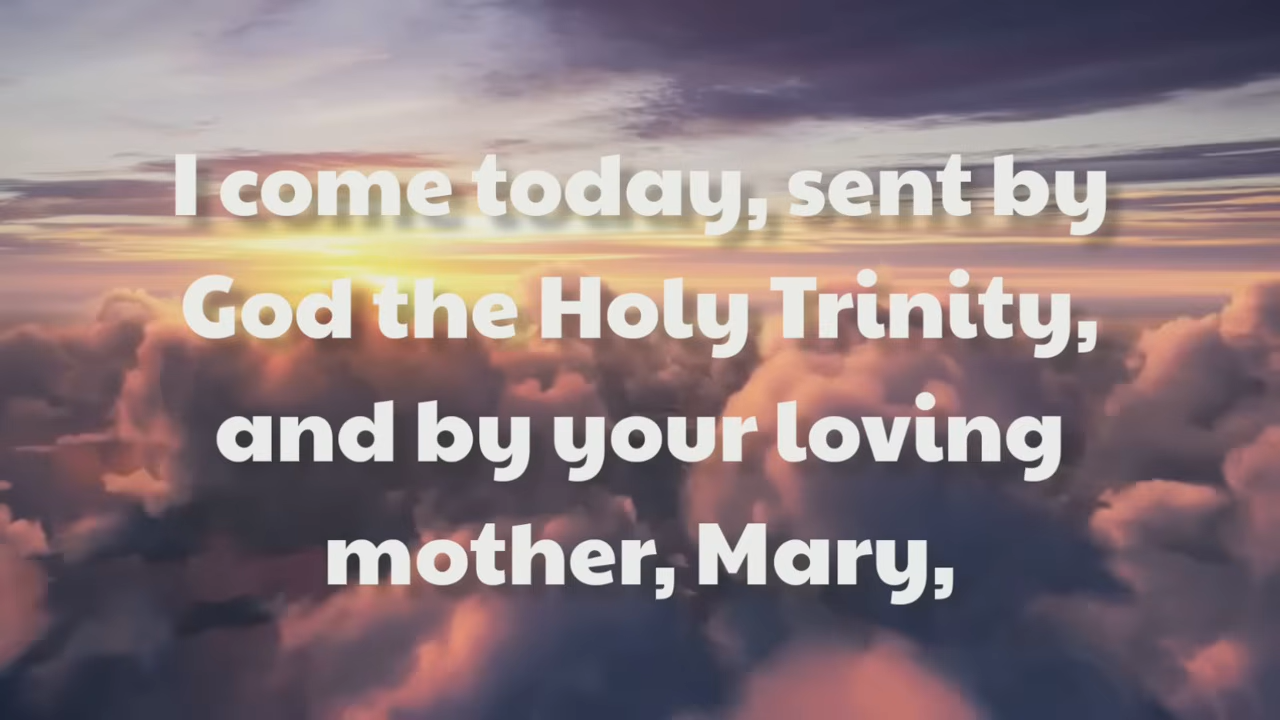 I come today, sent by
God the Holy Trinity,
and by your loving
mother, Mary,